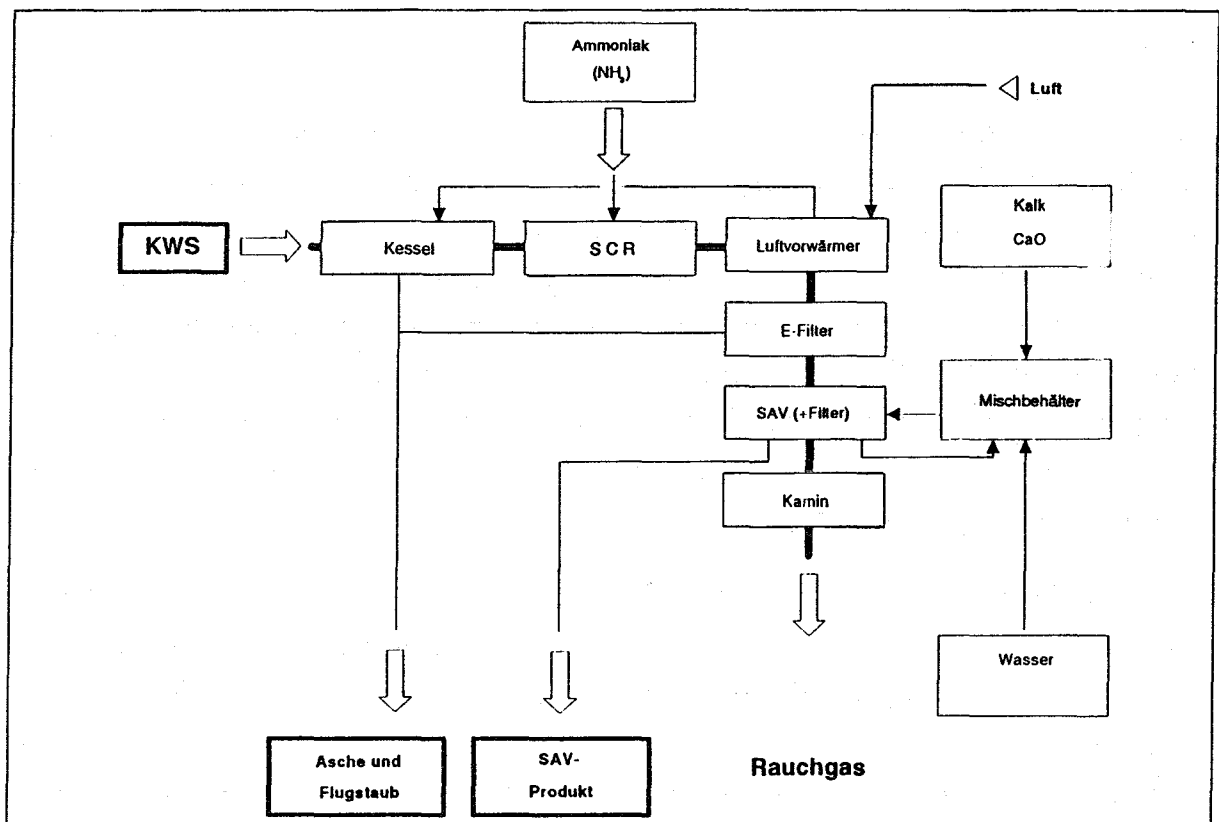 Ammoniak
(NH₃)
Luft
Kalk
CaO
KWS
Kessel
SCR
Luftvorwärmer
E-Filter
SAV (+Filter)
Mischbehälter
Kamin
Wasser
Asche und
Flugstaub
SAV-
Produkt
Rauchgas